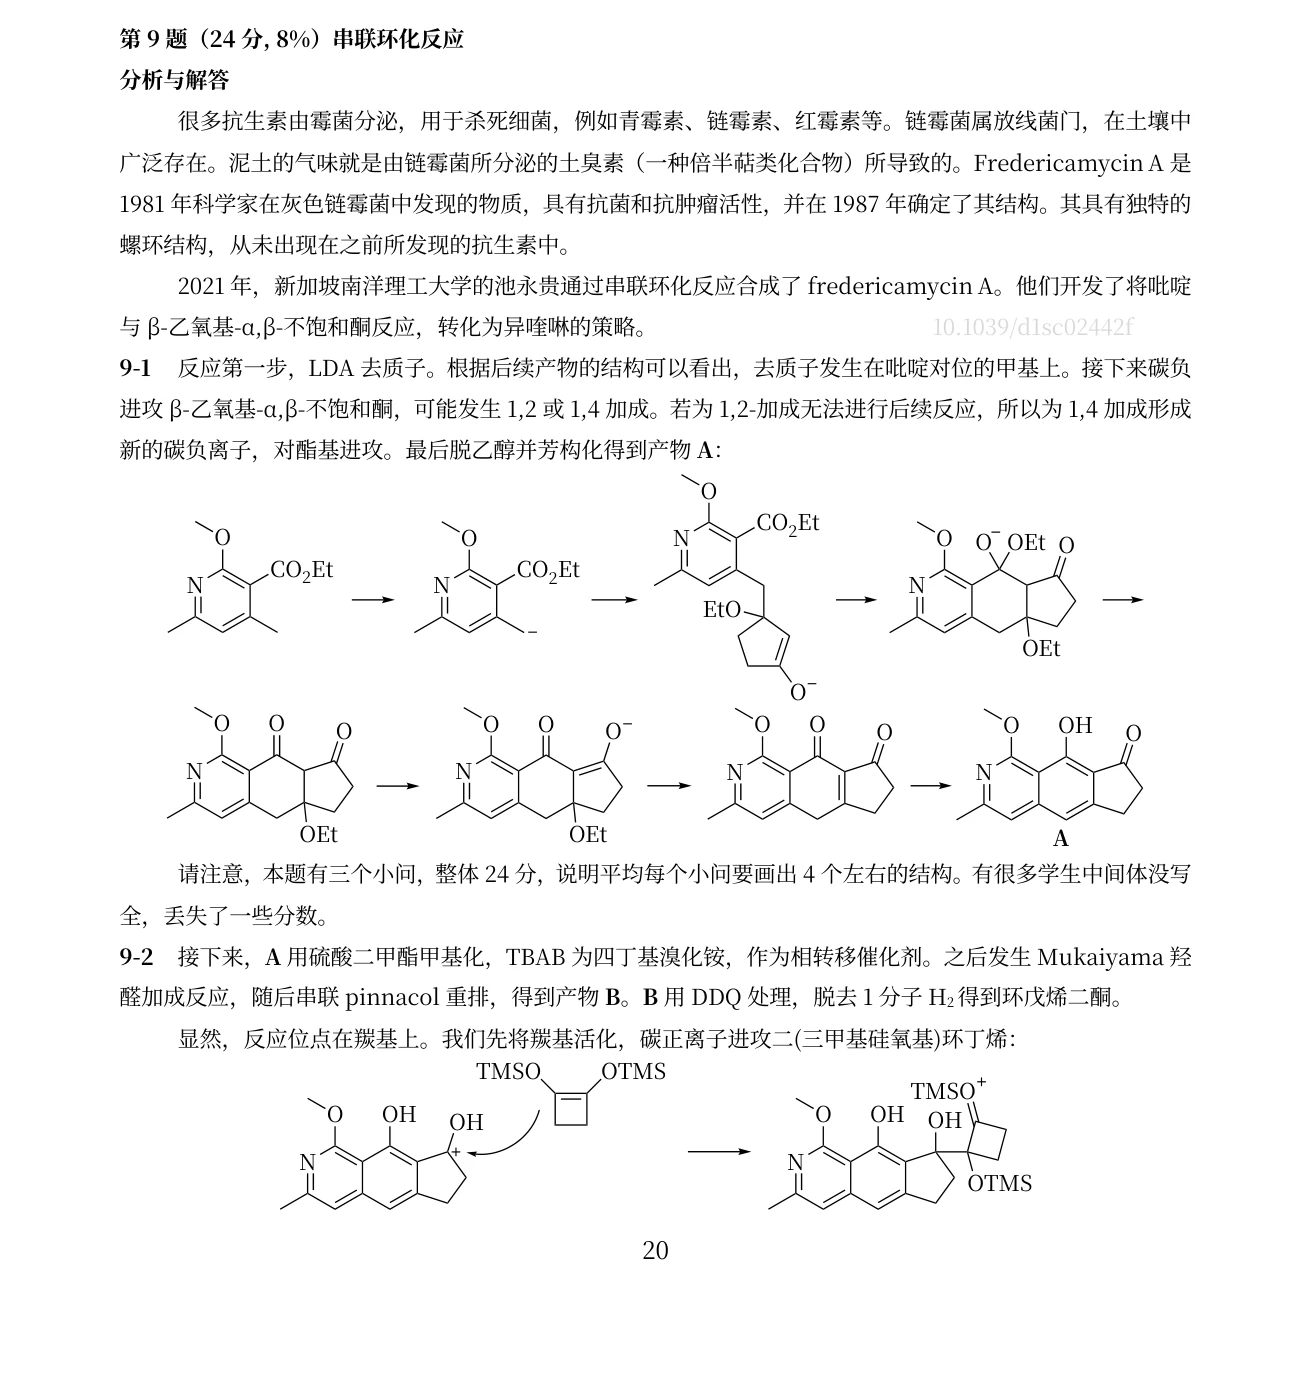 第 9 题（24 分, 8%）串联环化反应
分析与解答
很多抗生素由霉菌分泌，用于杀死细菌，例如青霉素、链霉素、红霉素等。链霉菌属放线菌门，在土壤中
广泛存在。泥土的气味就是由链霉菌所分泌的土臭素（一种倍半萜类化合物）所导致的。Fredericamycin A 是
1981 年科学家在灰色链霉菌中发现的物质，具有抗菌和抗肿瘤活性，并在 1987 年确定了其结构。其具有独特的
螺环结构，从未出现在之前所发现的抗生素中。
2021 年，新加坡南洋理工大学的池永贵通过串联环化反应合成了 fredericamycin A。他们开发了将吡啶
与 β-乙氧基-α,β-不饱和酮反应，转化为异喹啉的策略。 10.1039/d1sc02442f
9-1 反应第一步，LDA 去质子。根据后续产物的结构可以看出，去质子发生在吡啶对位的甲基上。接下来碳负
进攻 β-乙氧基-α,β-不饱和酮，可能发生 1,2 或 1,4 加成。若为 1,2-加成无法进行后续反应，所以为 1,4 加成形成
新的碳负离子，对酯基进攻。最后脱乙醇并芳构化得到产物 A：
O N CO2Et
O N CO2Et −
O N CO2Et EtO O−
O N O− OEt O OEt
O N O O OEt
O N O O− OEt
O N O O
O N OH O
A
请注意，本题有三个小问，整体 24 分，说明平均每个小问要画出 4 个左右的结构。有很多学生中间体没写
全，丢失了一些分数。
9-2 接下来，A 用硫酸二甲酯甲基化，TBAB 为四丁基溴化铵，作为相转移催化剂。之后发生 Mukaiyama 羟
醛加成反应，随后串联 pinnacol 重排，得到产物 B。B 用 DDQ 处理，脱去 1 分子 H2 得到环戊烯二酮。
显然，反应位点在羰基上。我们先将羰基活化，碳正离子进攻二(三甲基硅氧基)环丁烯：
TMSO OTMS
O N OH OH +
O N OH OH TMSO+ OTMS
20